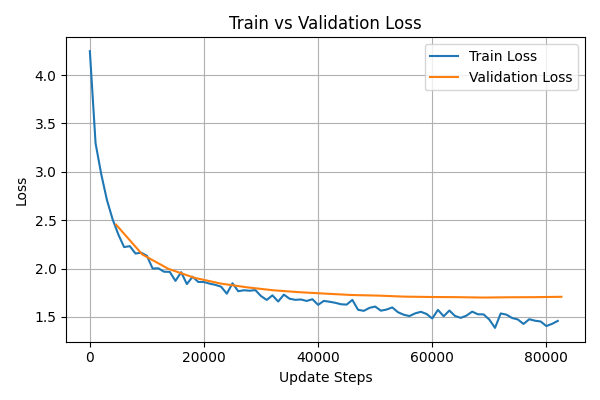 Train vs Validation Loss
Train Loss
Validation Loss
Loss
4.0
3.5
3.0
2.5
2.0
1.5
0
20000
40000
60000
80000
Update Steps